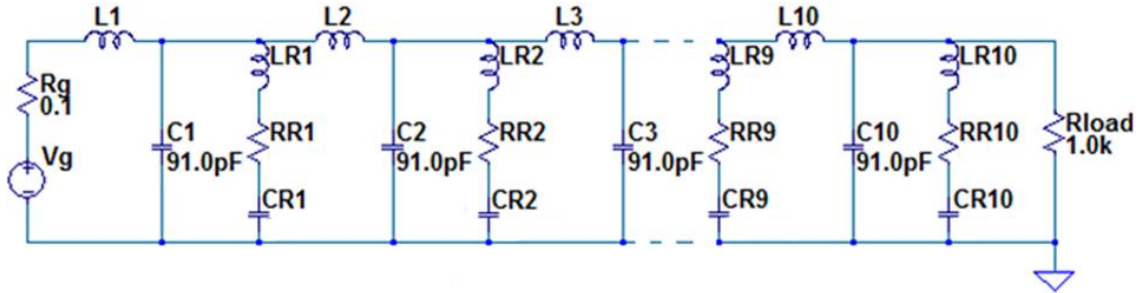 L1 L2 L3 L10
LR1 LR2 LR9 LR10
Rg
0.1
C1 RR1 C2 RR2 C3 RR9 C10 RR10 Rload
91.0pF 91.0pF 91.0pF 91.0pF 1.0k
Vg
CR1 CR2 CR9 CR10